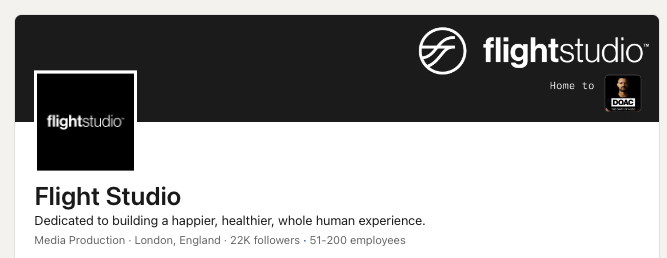 flightstudio™
Home to
DOAC
flightstudio
Flight Studio
Dedicated to building a happier, healthier, whole human experience.
Media Production · London, England · 22K followers · 51-200 employees